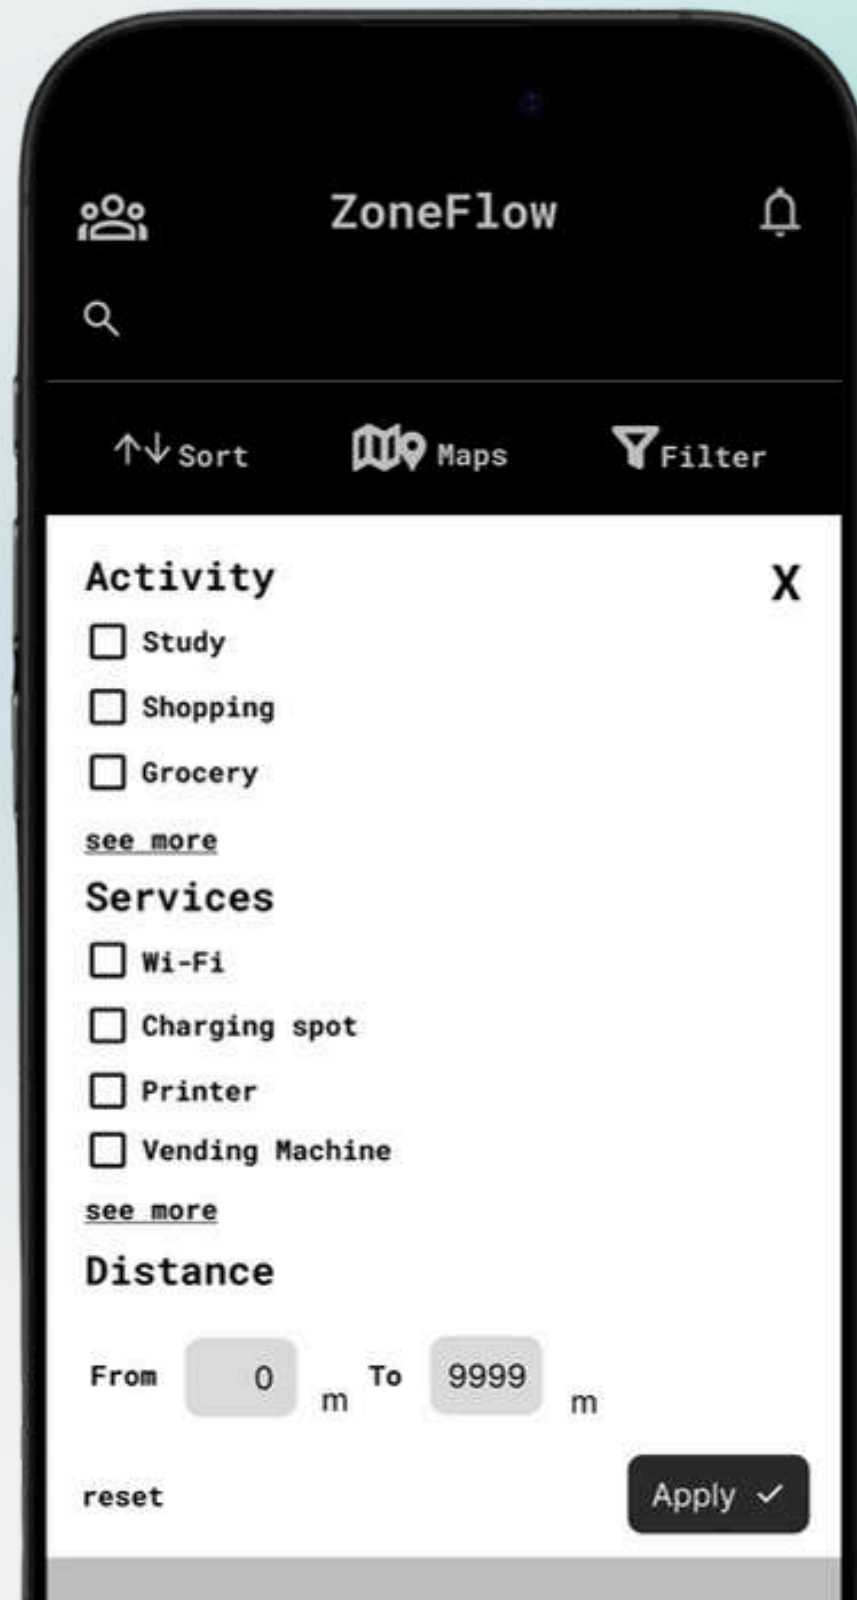 ZoneFlow
Sort Maps Filter
Activity X
Study
Shopping
Grocery
see more
Services
Wi-Fi
Charging spot
Printer
Vending Machine
see more
Distance
From 0 m To 9999 m
reset Apply